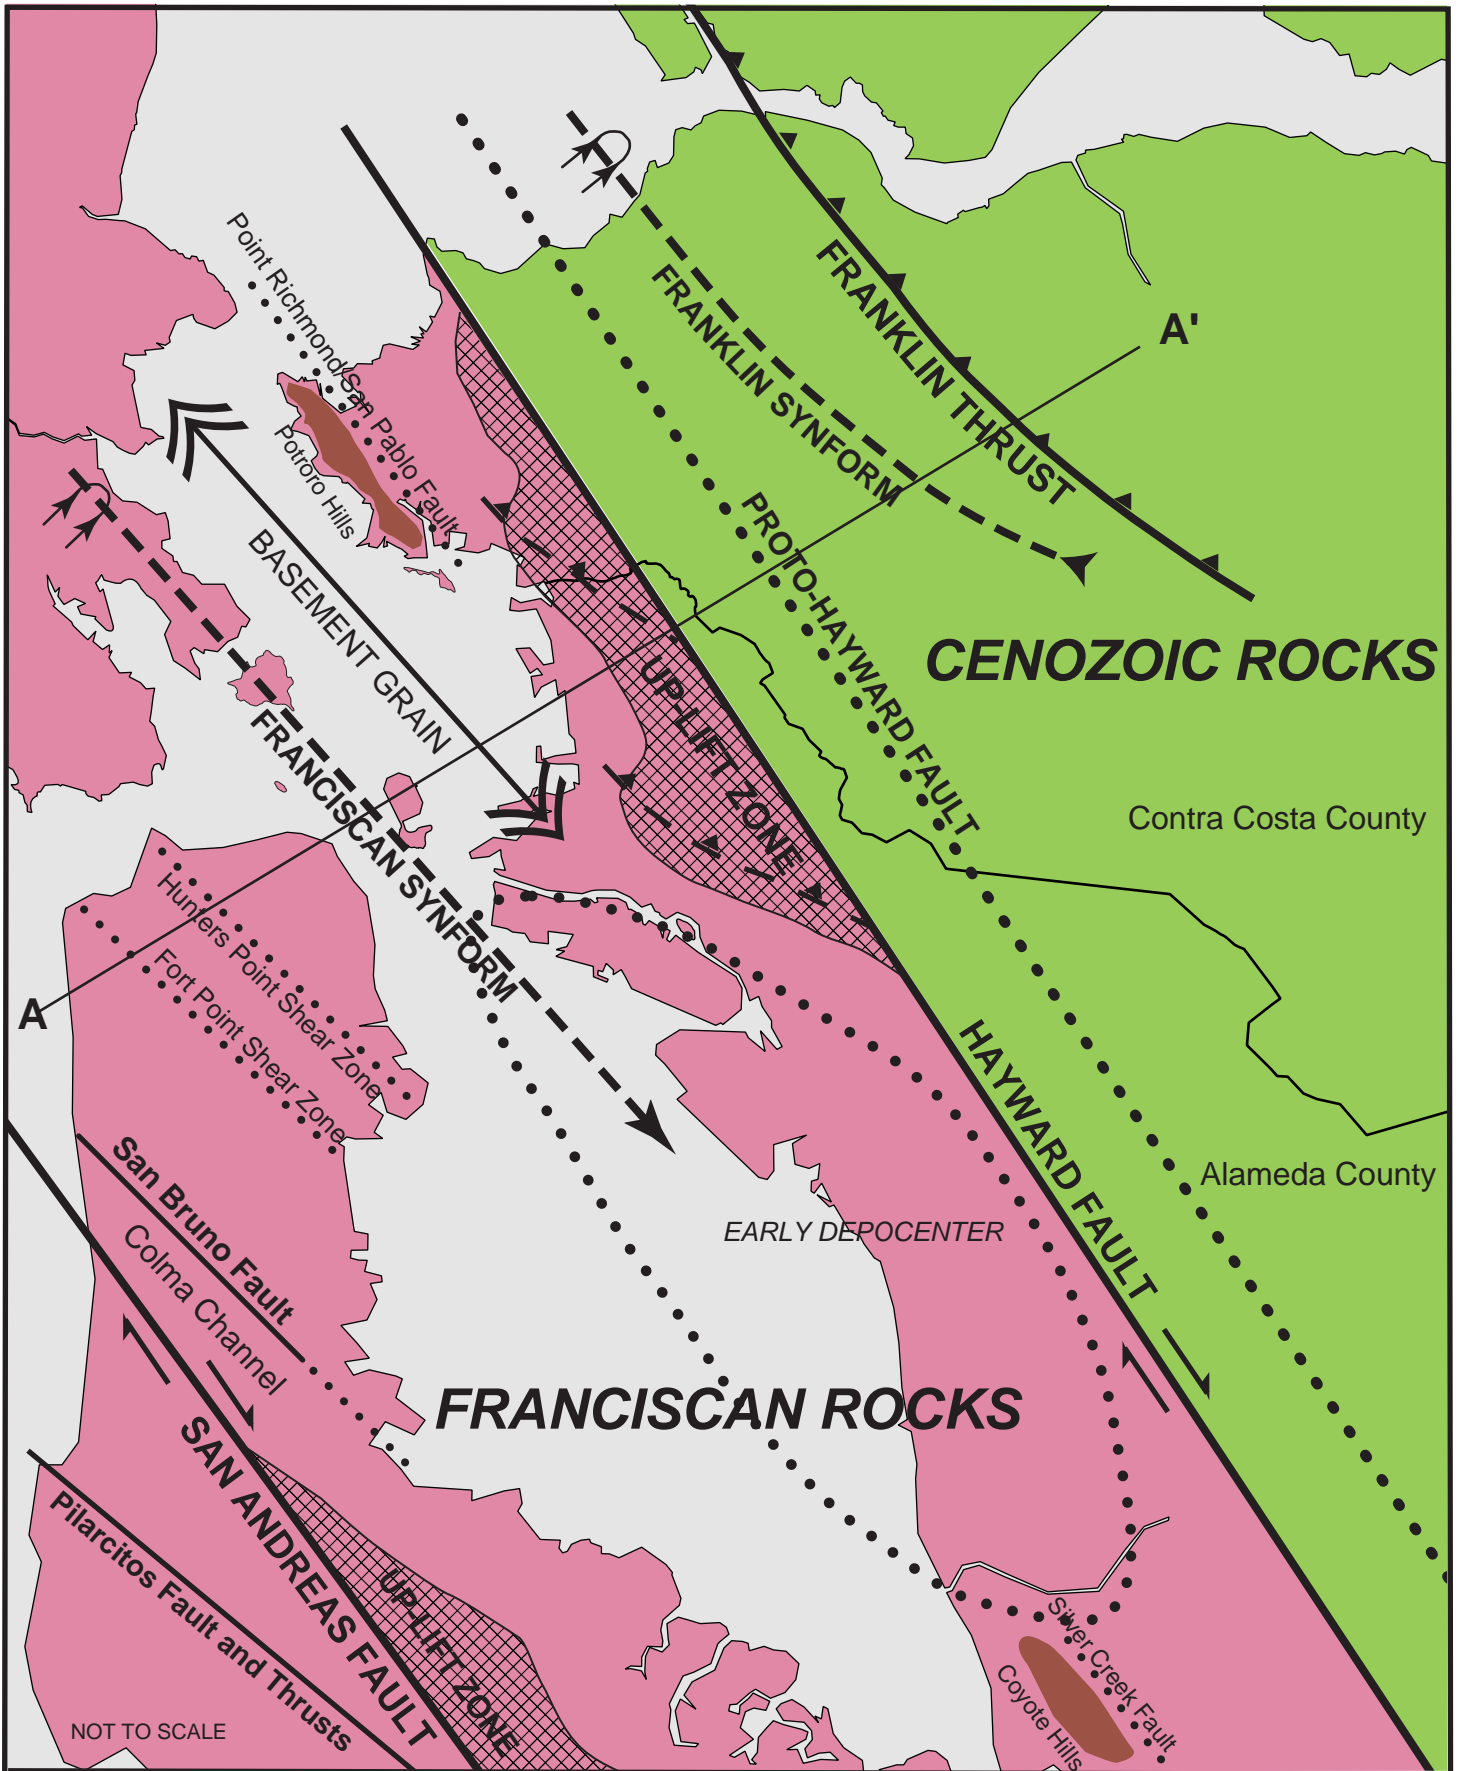 Point Richmond/San Pablo Fault
Potroro Hills
FRANKLIN THRUST
FRANKLIN SYNFORM
A'
PROTO-HAYWARD FAULT
BASEMENT GRAIN
CENOZOIC ROCKS
UP-LIFT ZONE
FRANCISCAN SYNFORM
Contra Costa County
Hunters Point Shear Zone
Fort Point Shear Zone
A
HAYWARD FAULT
San Bruno Fault
Colma Channel
Alameda County
EARLY DEPOCENTER
FRANCISCAN ROCKS
SAN ANDREAS FAULT
Pilarcitos Fault and Thrusts
UP-LIFT ZONE
Silver Creek Fault
Coyote Hills
NOT TO SCALE